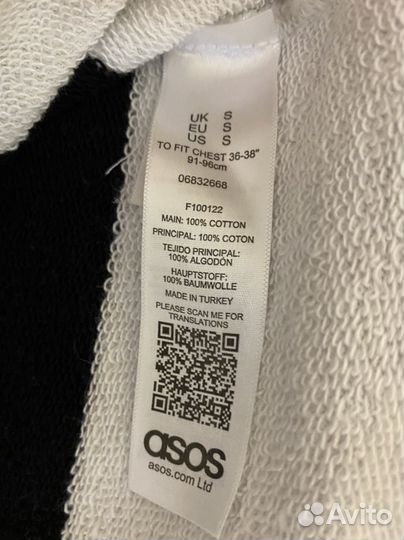 UK S
EU S
US S
TO FIT CHEST 36-38"
91-96cm
06832668
F100122
MAIN: 100% COTTON
PRINCIPAL: 100% COTON
TEJIDO PRINCIPAL:
100% ALGODÓN
HAUPTSTOFF:
100% BAUMWOLLE
MADE IN TURKEY
PLEASE SCAN ME FOR
TRANSLATIONS
asos
asos.com Ltd
Avito